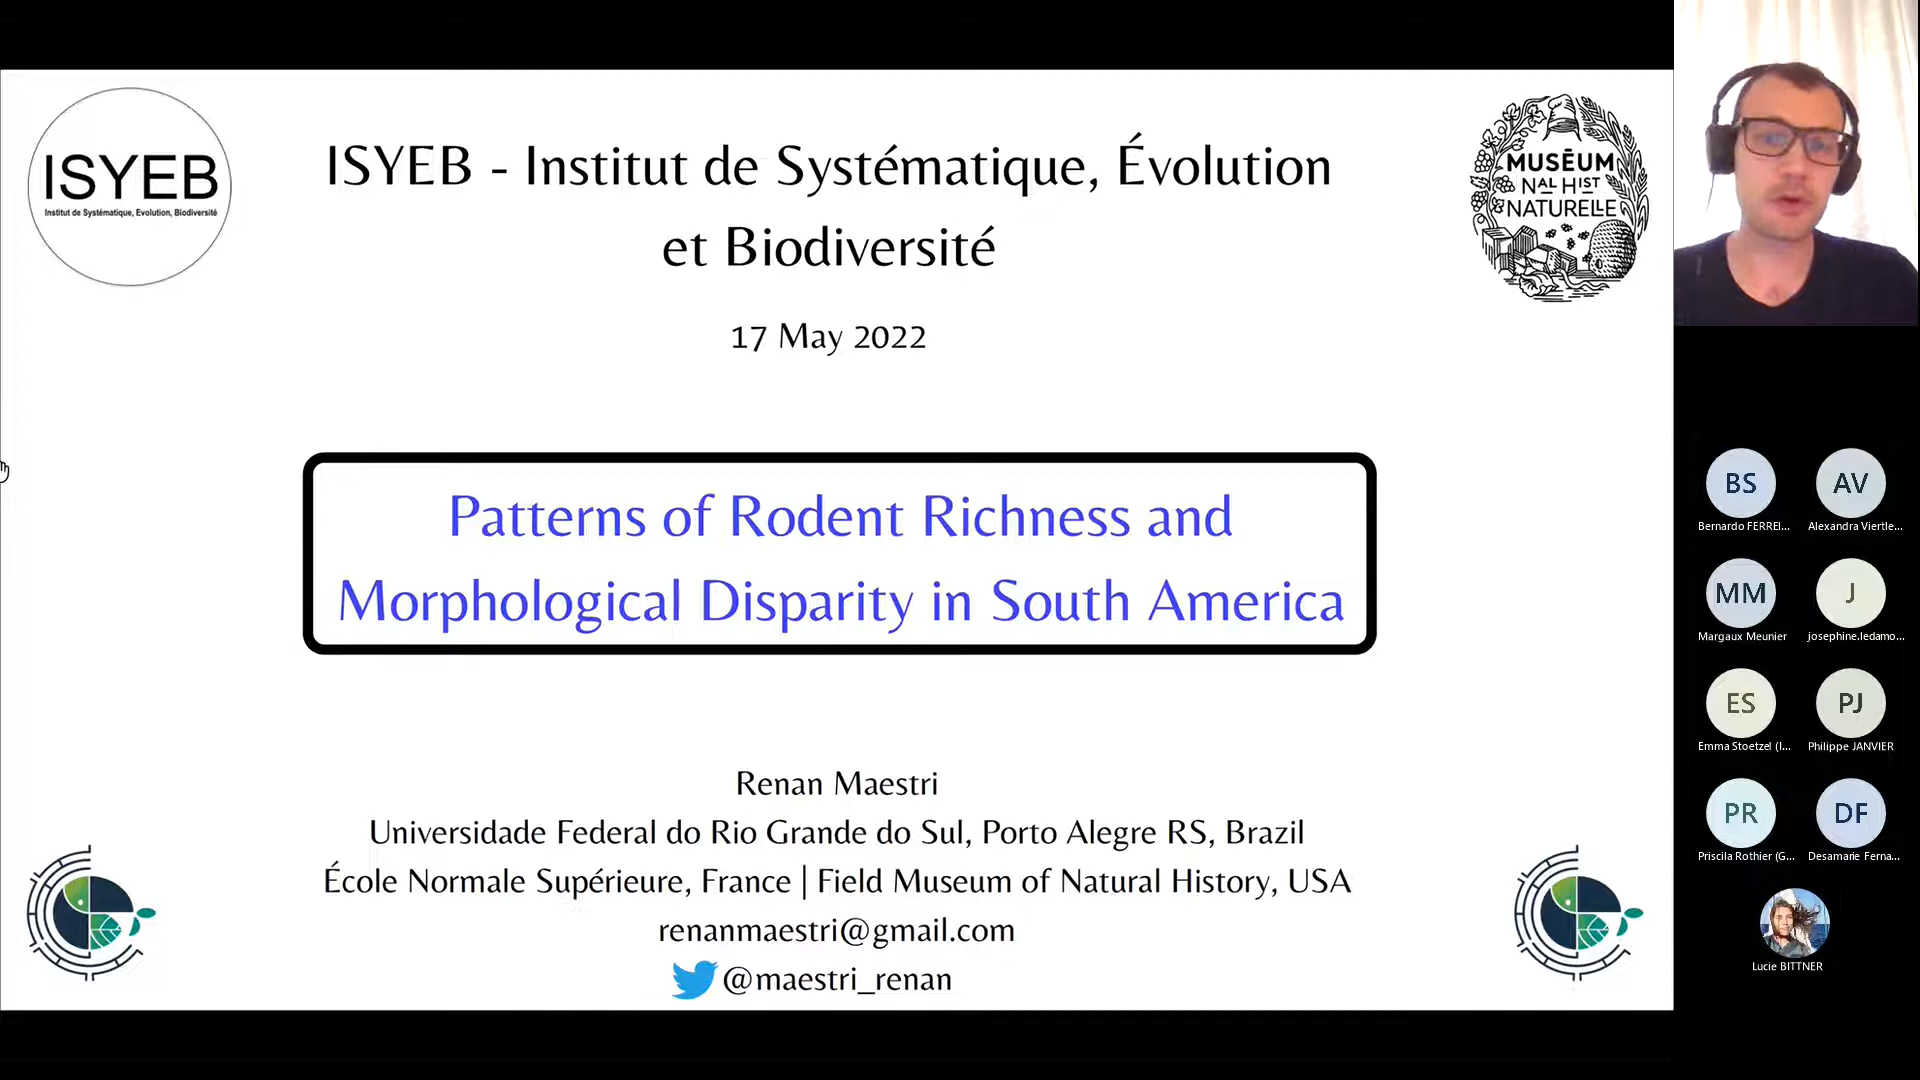 ISYEB
Institut de Systématique, Evolution, Biodiversité
ISYEB - Institut de Systématique, Évolution
et Biodiversité
17 May 2022
MUSĒUM
NAL HIST
NATURELLE
Patterns of Rodent Richness and
Morphological Disparity in South America
Renan Maestri
Universidade Federal do Rio Grande do Sul, Porto Alegre RS, Brazil
École Normale Supérieure, France | Field Museum of Natural History, USA
renanmaestri@gmail.com
@maestri_renan
BS
Bernardo FERREI...
AV
Alexandra Viertle...
MM
Margaux Meunier
J
josephine.ledamo...
ES
Emma Stoetzel (I...
PJ
Philippe JANVIER
PR
Priscila Rothier (G...
DF
Desamarie Ferna...
Lucie BITTNER